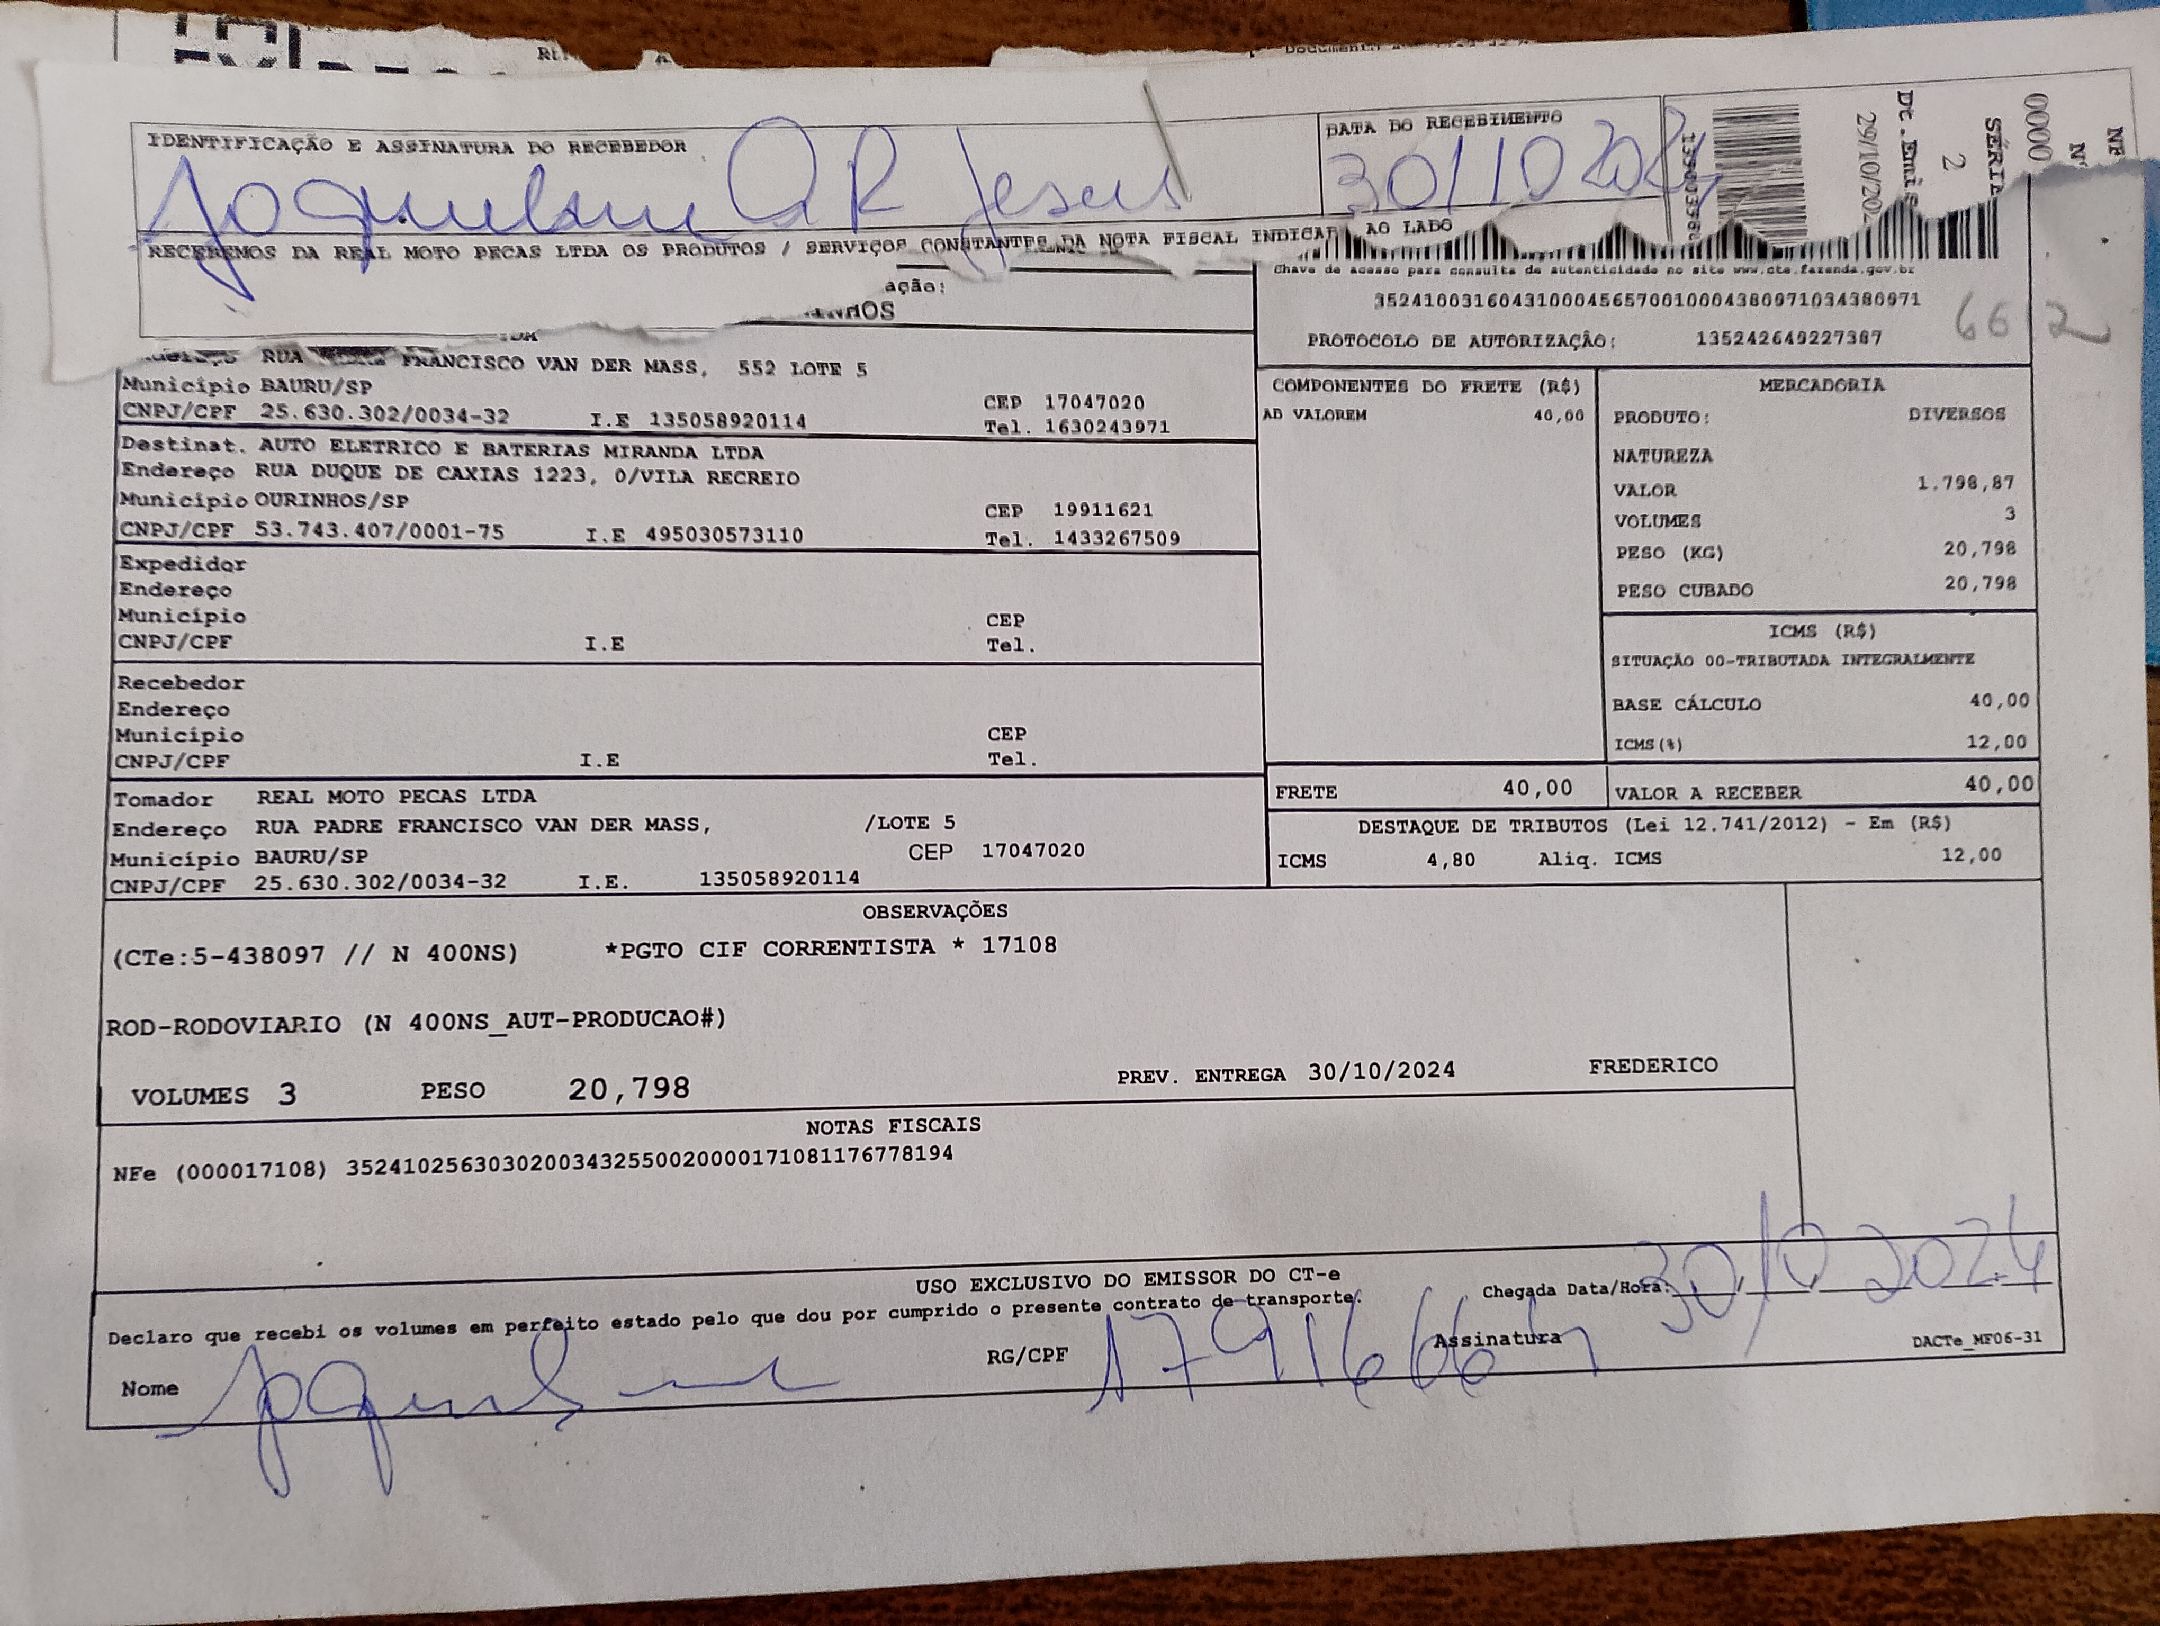 IDENTIFICAÇÃO E ASSINATURA DO RECEBEDOR
DATA DO RECEBIMENTO
QR Jesus
30/10 2024
NF
SÉRIE
2
Dt.Emis
29/10/202
RECEBEMOS DA REAL MOTO PECAS LTDA OS PRODUTOS / SERVIÇOS CONSTANTES DA NOTA FISCAL INDICA AO LADO
ação:
Chave de acesso para consulta de autenticidade no site www.cte.fazenda.gov.br
35241003160431000456570010004380971034380971
6612
PROTOCOLO DE AUTORIZAÇÃO: 135242649227387
RUA FRANCISCO VAN DER MASS, 552 LOTE 5
Município BAURU/SP
CEP 17047020
CNPJ/CPF 25.630.302/0034-32 I.E 135058920114
Tel. 1630243971
Destinat. AUTO ELETRICO E BATERIAS MIRANDA LTDA
Endereço RUA DUQUE DE CAXIAS 1223, 0/VILA RECREIO
Município OURINHOS/SP
CEP 19911621
CNPJ/CPF 53.743.407/0001-75 I.E 495030573110
Tel. 1433267509
Expedidor
Endereço
Município CEP
CNPJ/CPF I.E Tel.
Recebedor
Endereço
Município CEP
CNPJ/CPF I.E Tel.
Tomador REAL MOTO PECAS LTDA
Endereço RUA PADRE FRANCISCO VAN DER MASS, /LOTE 5
Município BAURU/SP CEP 17047020
CNPJ/CPF 25.630.302/0034-32 I.E. 135058920114
COMPONENTES DO FRETE (R$)
AD VALOREM 40,00
MERCADORIA
PRODUTO: DIVERSOS
NATUREZA
VALOR 1.798,87
VOLUMES 3
PESO (KG) 20,798
PESO CUBADO 20,798
ICMS (R$)
SITUAÇÃO 00-TRIBUTADA INTEGRALMENTE
BASE CÁLCULO 40,00
ICMS(%) 12,00
FRETE 40,00
VALOR A RECEBER 40,00
DESTAQUE DE TRIBUTOS (Lei 12.741/2012) - Em (R$)
ICMS 4,80 Aliq. ICMS 12,00
OBSERVAÇÕES
(CTe:5-438097 // N 400NS) *PGTO CIF CORRENTISTA * 17108
ROD-RODOVIARIO (N 400NS_AUT-PRODUCAO#)
VOLUMES 3 PESO 20,798 PREV. ENTREGA 30/10/2024 FREDERICO
NOTAS FISCAIS
NFe (000017108) 35241025630302003432550020000171081176778194
USO EXCLUSIVO DO EMISSOR DO CT-e
Declaro que recebi os volumes em perfeito estado pelo que dou por cumprido o presente contrato de transporte.
Chegada Data/Hora: 30/10 2024
Nome
RG/CPF
Assinatura
DACTe_MF06-31